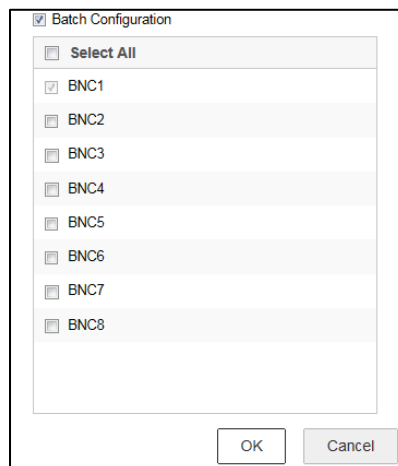 Batch Configuration
Select All
BNC1
BNC2
BNC3
BNC4
BNC5
BNC6
BNC7
BNC8
OK Cancel